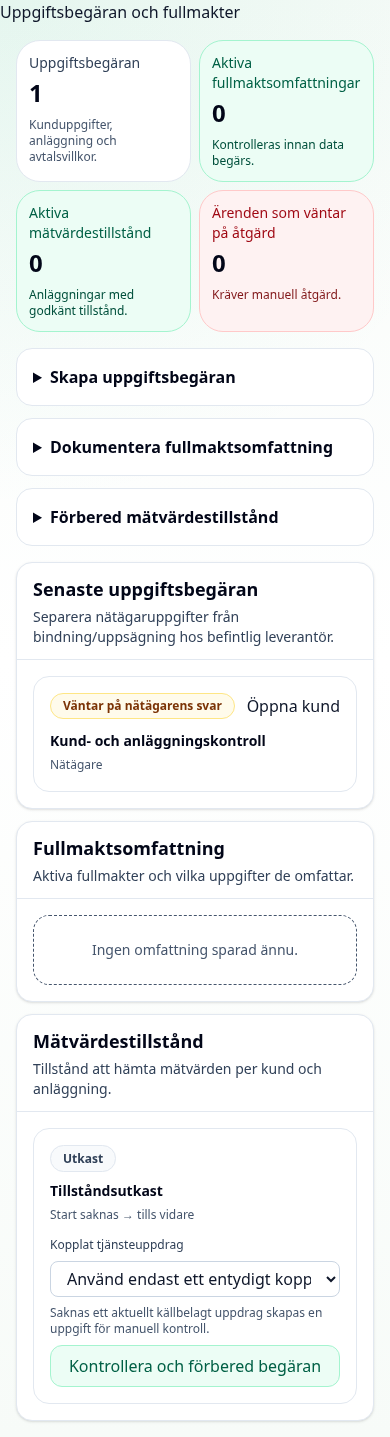 Uppgiftsbegäran och fullmakter
Uppgiftsbegäran
1
Kunduppgifter,
anläggning och
avtalsvillkor.
Aktiva
fullmaktsomfattningar
0
Kontrolleras innan data
begärs.
Aktiva
mätvärdestillstånd
0
Anläggningar med
godkänt tillstånd.
Ärenden som väntar
på åtgärd
0
Kräver manuell åtgärd.
Skapa uppgiftsbegäran
Dokumentera fullmaktsomfattning
Förbered mätvärdestillstånd
Senaste uppgiftsbegäran
Separera nätägaruppgifter från
bindning/uppsägning hos befintlig leverantör.
Väntar på nätägarens svar
Öppna kund
Kund- och anläggningskontroll
Nätägare
Fullmaktsomfattning
Aktiva fullmakter och vilka uppgifter de omfattar.
Ingen omfattning sparad ännu.
Mätvärdestillstånd
Tillstånd att hämta mätvärden per kund och
anläggning.
Utkast
Tillståndsutkast
Start saknas → tills vidare
Kopplat tjänsteuppdrag
Använd endast ett entydigt kopp
Saknas ett aktuellt källbelagt uppdrag skapas en
uppgift för manuell kontroll.
Kontrollera och förbered begäran